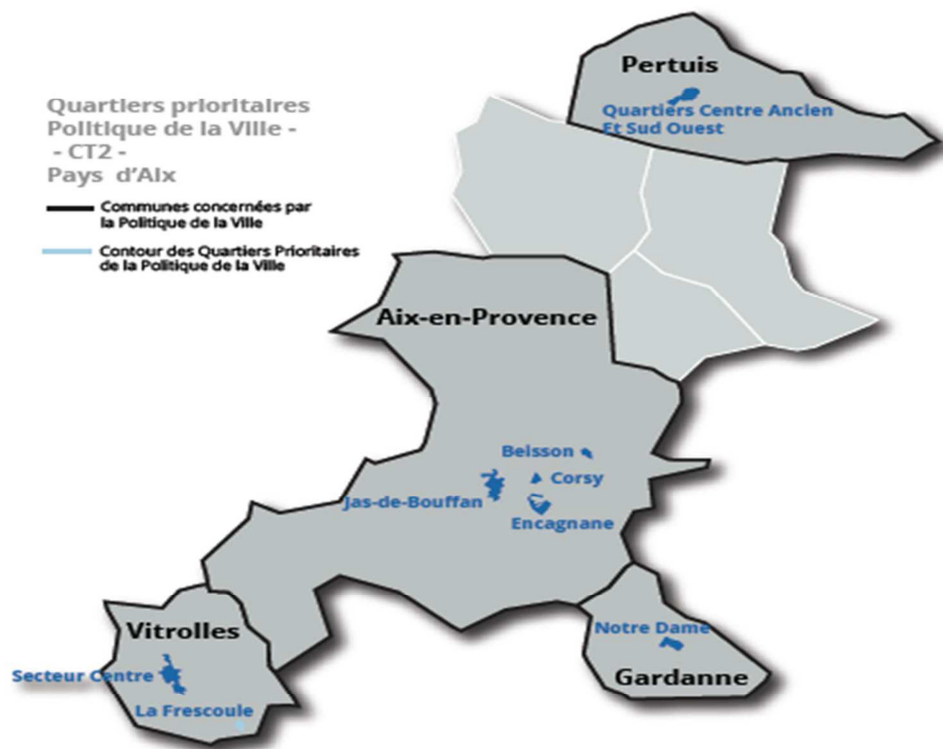 Quartiers prioritaires
Politique de la Ville -
- CT2 -
Pays d'Aix
Communes concernées par
la Politique de la Ville
Contour des Quartiers Prioritaires
de la Politique de la Ville
Pertuis
Quartiers Centre Ancien
Et Sud Ouest
Aix-en-Provence
Beisson
Corsy
Jas-de-Bouffan
Encagnane
Vitrolles
Secteur Centre
La Frescoule
Notre Dame
Gardanne